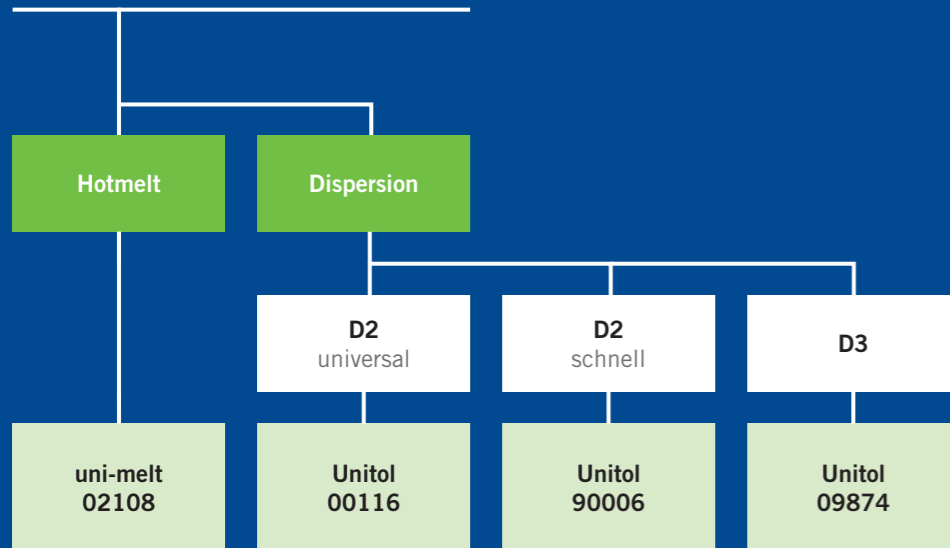 Hotmelt
Dispersion
D2
universal
D2
schnell
D3
uni-melt
02108
Unitol
00116
Unitol
90006
Unitol
09874